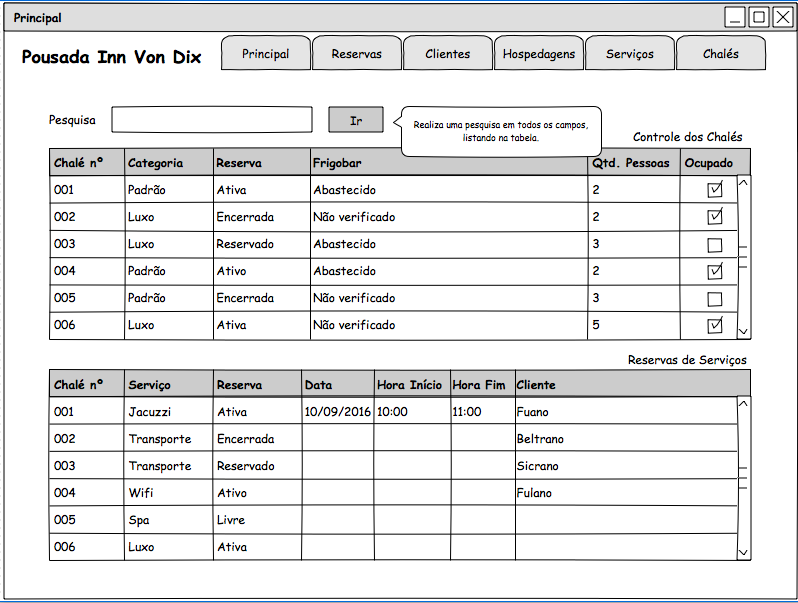 Principal
Pousada Inn Von Dix
Principal Reservas Clientes Hospedagens Serviços Chalés
Pesquisa Ir
Realiza uma pesquisa em todos os campos,
listando na tabela.
Controle dos Chalés
Chalé nº Categoria Reserva Frigobar Qtd. Pessoas Ocupado
001 Padrão Ativa Abastecido 2
002 Luxo Encerrada Não verificado 2
003 Luxo Reservado Abastecido 3
004 Padrão Ativo Abastecido 2
005 Padrão Encerrada Não verificado 3
006 Luxo Ativa Não verificado 5
Reservas de Serviços
Chalé nº Serviço Reserva Data Hora Início Hora Fim Cliente
001 Jacuzzi Ativa 10/09/2016 10:00 11:00 Fuano
002 Transporte Encerrada Beltrano
003 Transporte Reservado Sicrano
004 Wifi Ativo Fulano
005 Spa Livre
006 Luxo Ativa